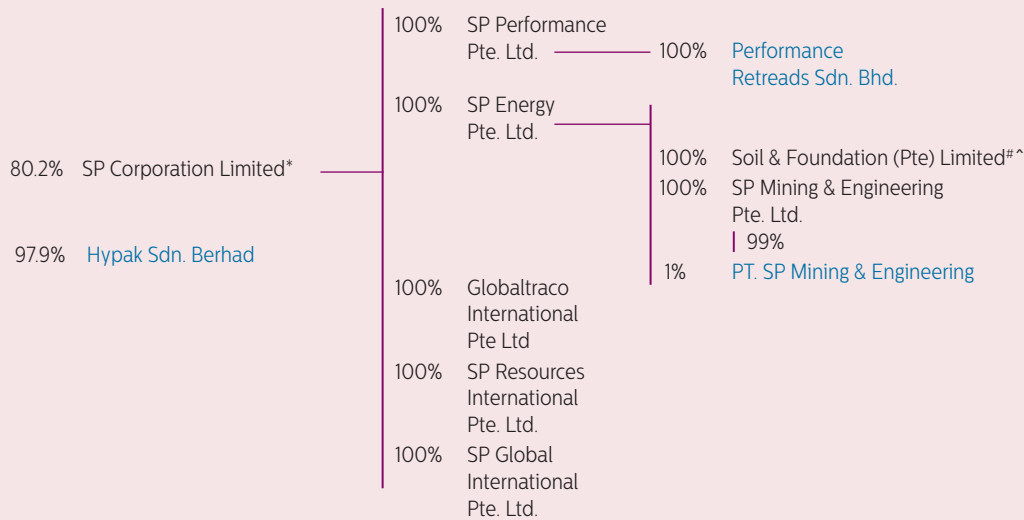 80.2% SP Corporation Limited*
97.9% Hypak Sdn. Berhad
100% SP Performance
Pte. Ltd.
100% Performance
Retreads Sdn. Bhd.
100% SP Energy
Pte. Ltd.
100% Soil & Foundation (Pte) Limited#^
100% SP Mining & Engineering
Pte. Ltd.
99%
1% PT. SP Mining & Engineering
100% Globaltraco
International
Pte Ltd
100% SP Resources
International
Pte. Ltd.
100% SP Global
International
Pte. Ltd.